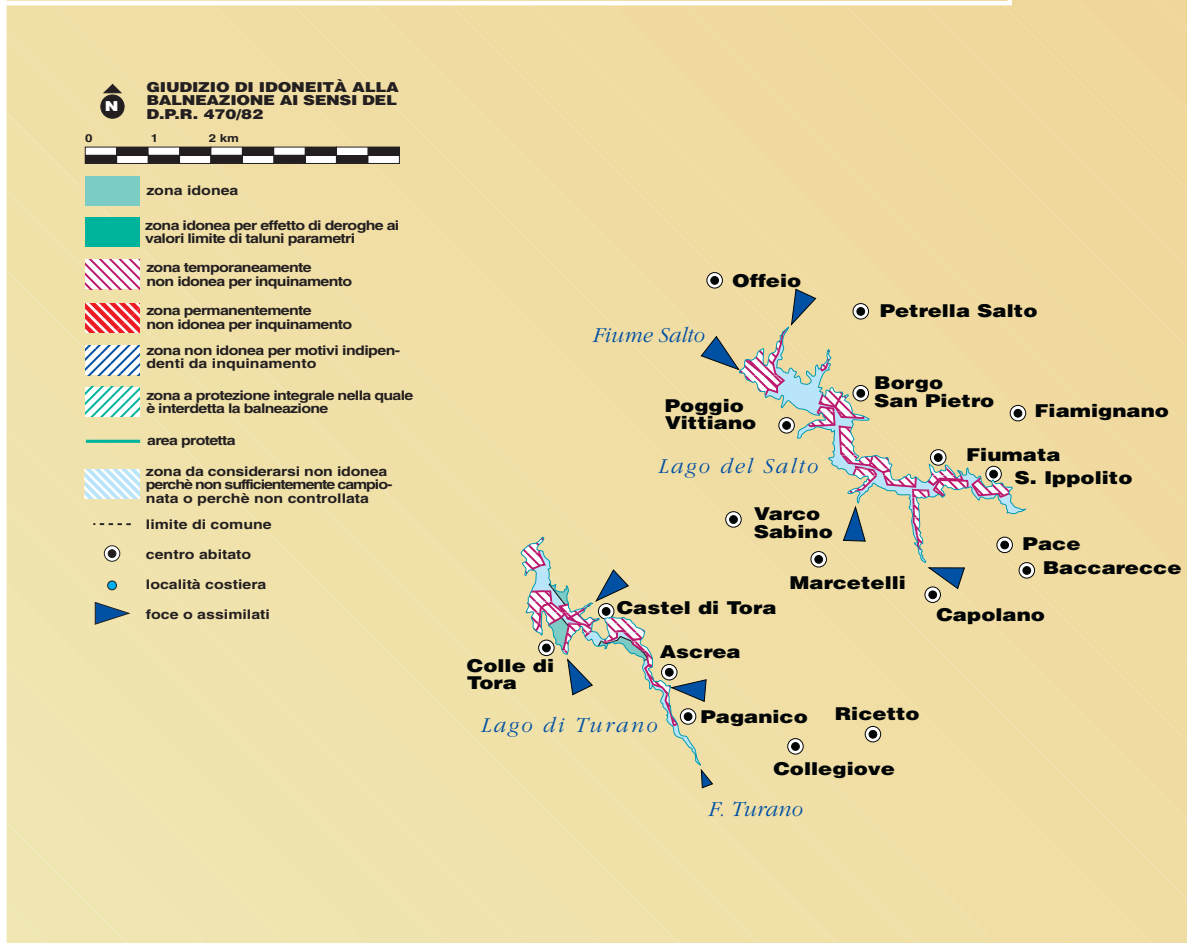 N
GIUDIZIO DI IDONEITÀ ALLA
BALNEAZIONE AI SENSI DEL
D.P.R. 470/82
0 1 2 km
zona idonea
zona idonea per effetto di deroghe ai
valori limite di taluni parametri
zona temporaneamente
non idonea per inquinamento
zona permanentemente
non idonea per inquinamento
zona non idonea per motivi indipen-
denti da inquinamento
zona a protezione integrale nella quale
è interdetta la balneazione
area protetta
zona da considerarsi non idonea
perchè non sufficientemente campio-
nata o perchè non controllata
limite di comune
centro abitato
località costiera
foce o assimilati
Offeio
Petrella Salto
Fiume Salto
Borgo
San Pietro
Poggio
Vittiano
Fiamignano
Lago del Salto
Fiumata
S. Ippolito
Varco
Sabino
Pace
Marcetelli
Baccarecce
Capolano
Castel di Tora
Colle di
Tora
Ascrea
Lago di Turano
Paganico
Ricetto
Collegiove
F. Turano